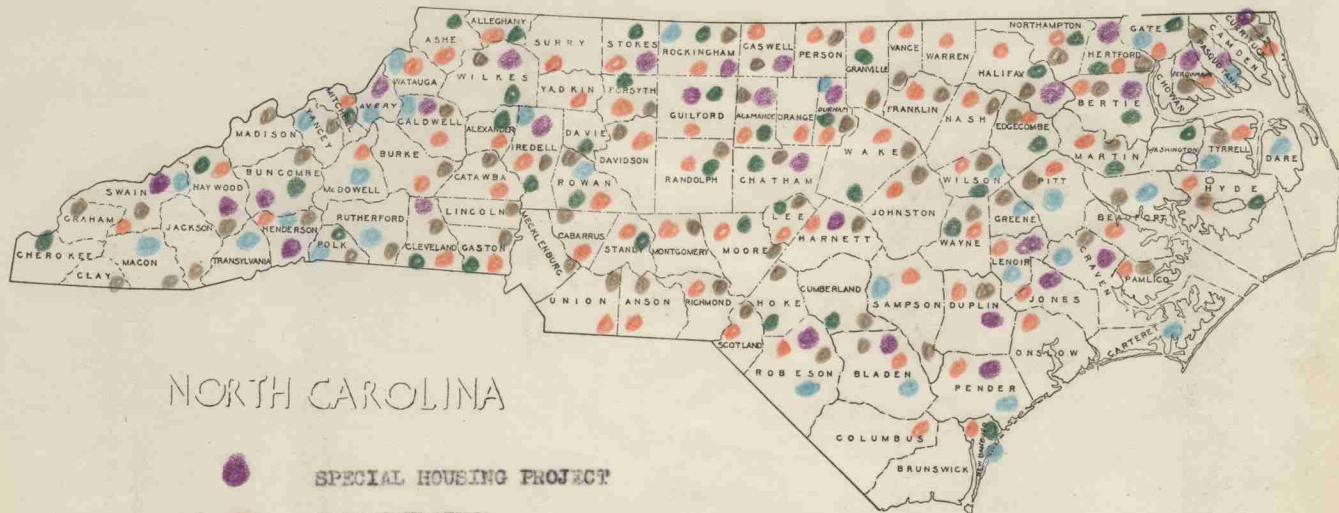 ALLEGHANY
ASHE
SURRY
STOKES
ROCKINGHAM
CASWELL
PERSON
GRANVILLE
VANCE
WARREN
NORTHAMPTON
HERTFORD
GATES
CURRITUCK
CAMDEN
PASQUOTANK
PERQUIMANS
CHOWAN
HALIFAX
BERTIE
WATAUGA
WILKES
YADKIN
FORSYTH
GUILFORD
ALAMANCE
ORANGE
DURHAM
FRANKLIN
NASH
EDGECOMBE
MARTIN
WASHINGTON
TYRRELL
DARE
MITCHELL
AVERY
CALDWELL
ALEXANDER
IREDELL
DAVIE
DAVIDSON
RANDOLPH
CHATHAM
WAKE
WILSON
PITT
BEAUFORT
HYDE
MADISON
YANCEY
BURKE
CATAWBA
ROWAN
SWAIN
HAYWOOD
BUNCOMBE
McDOWELL
LINCOLN
GRAHAM
JACKSON
HENDERSON
RUTHERFORD
CLEVELAND
GASTON
MECKLENBURG
CABARRUS
STANLY
MONTGOMERY
MOORE
LEE
HARNETT
JOHNSTON
WAYNE
GREENE
LENOIR
CRAVEN
PAMLICO
CHEROKEE
CLAY
MACON
TRANSYLVANIA
POLK
UNION
ANSON
RICHMOND
HOKE
CUMBERLAND
SAMPSON
DUPLIN
JONES
CARTERET
SCOTLAND
ROBESON
BLADEN
PENDER
ONSLOW
COLUMBUS
BRUNSWICK
NEW HANOVER
NORTH CAROLINA
SPECIAL HOUSING PROJECT